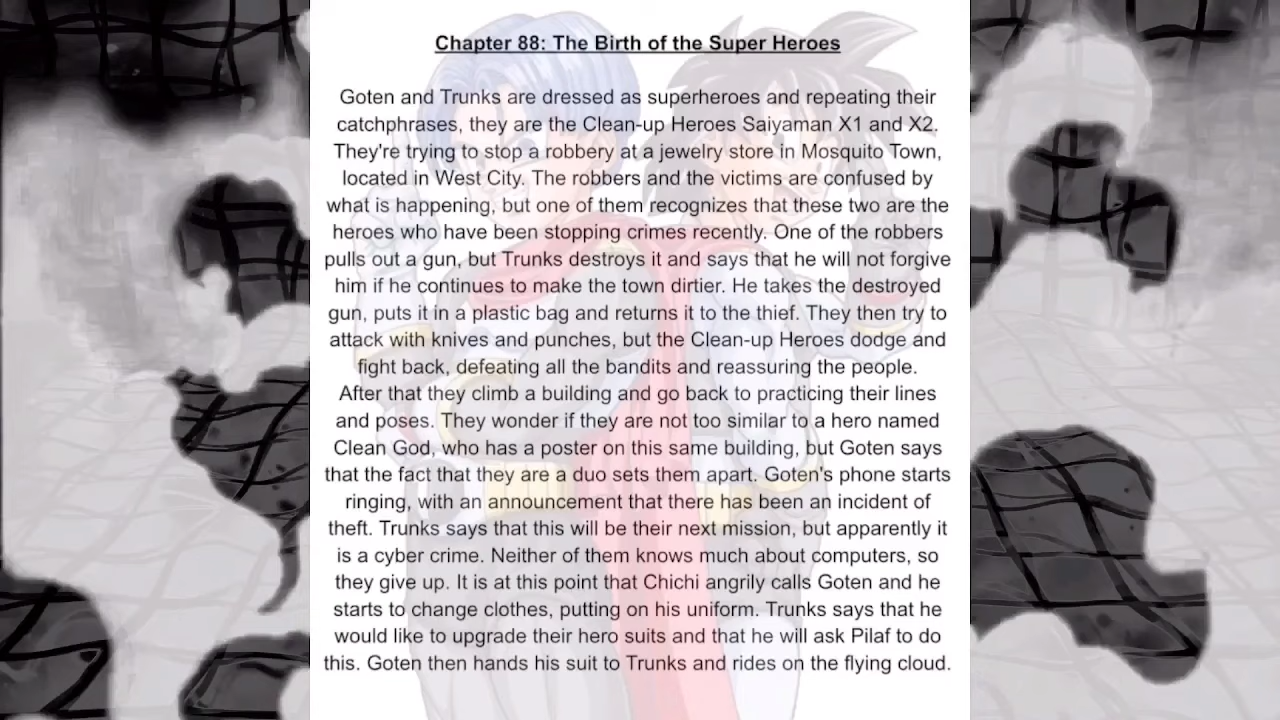 Chapter 88: The Birth of the Super Heroes
Goten and Trunks are dressed as superheroes and repeating their
catchphrases, they are the Clean-up Heroes Saiyaman X1 and X2.
They're trying to stop a robbery at a jewelry store in Mosquito Town,
located in West City. The robbers and the victims are confused by
what is happening, but one of them recognizes that these two are the
heroes who have been stopping crimes recently. One of the robbers
pulls out a gun, but Trunks destroys it and says that he will not forgive
him if he continues to make the town dirtier. He takes the destroyed
gun, puts it in a plastic bag and returns it to the thief. They then try to
attack with knives and punches, but the Clean-up Heroes dodge and
fight back, defeating all the bandits and reassuring the people.
After that they climb a building and go back to practicing their lines
and poses. They wonder if they are not too similar to a hero named
Clean God, who has a poster on this same building, but Goten says
that the fact that they are a duo sets them apart. Goten's phone starts
ringing, with an announcement that there has been an incident of
theft. Trunks says that this will be their next mission, but apparently it
is a cyber crime. Neither of them knows much about computers, so
they give up. It is at this point that Chichi angrily calls Goten and he
starts to change clothes, putting on his uniform. Trunks says that he
would like to upgrade their hero suits and that he will ask Pilaf to do
this. Goten then hands his suit to Trunks and rides on the flying cloud.